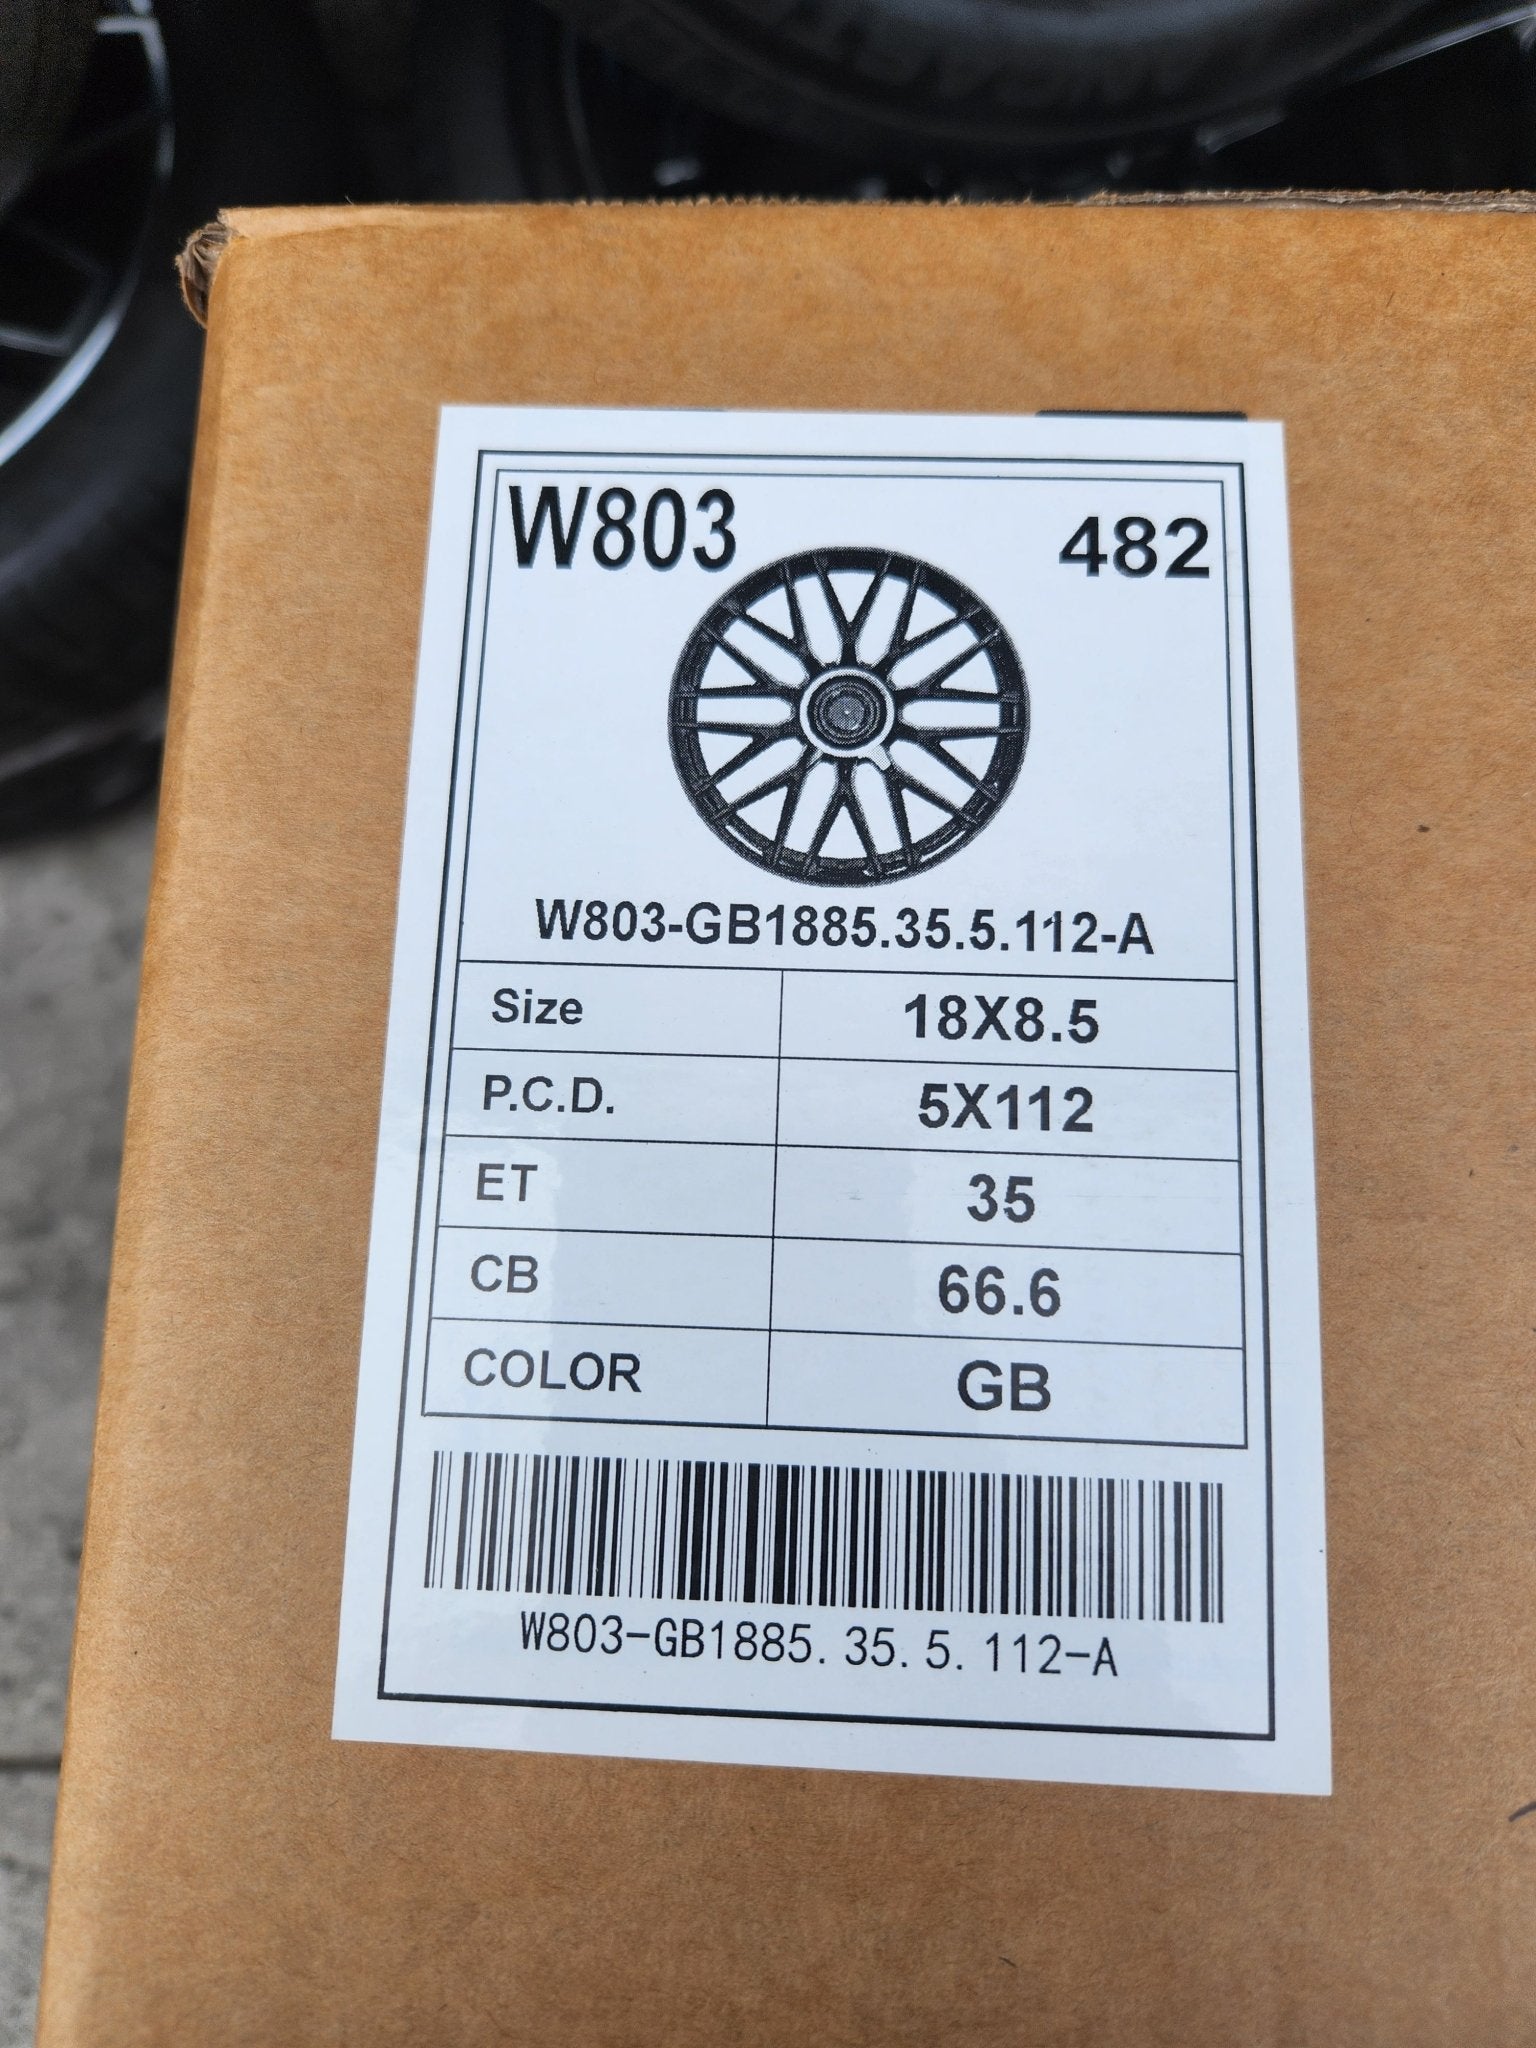 W803 482
W803-GB1885.35.5.112-A
Size 18X8.5
P.C.D. 5X112
ET 35
CB 66.6
COLOR GB
W803-GB1885.35.5.112-A